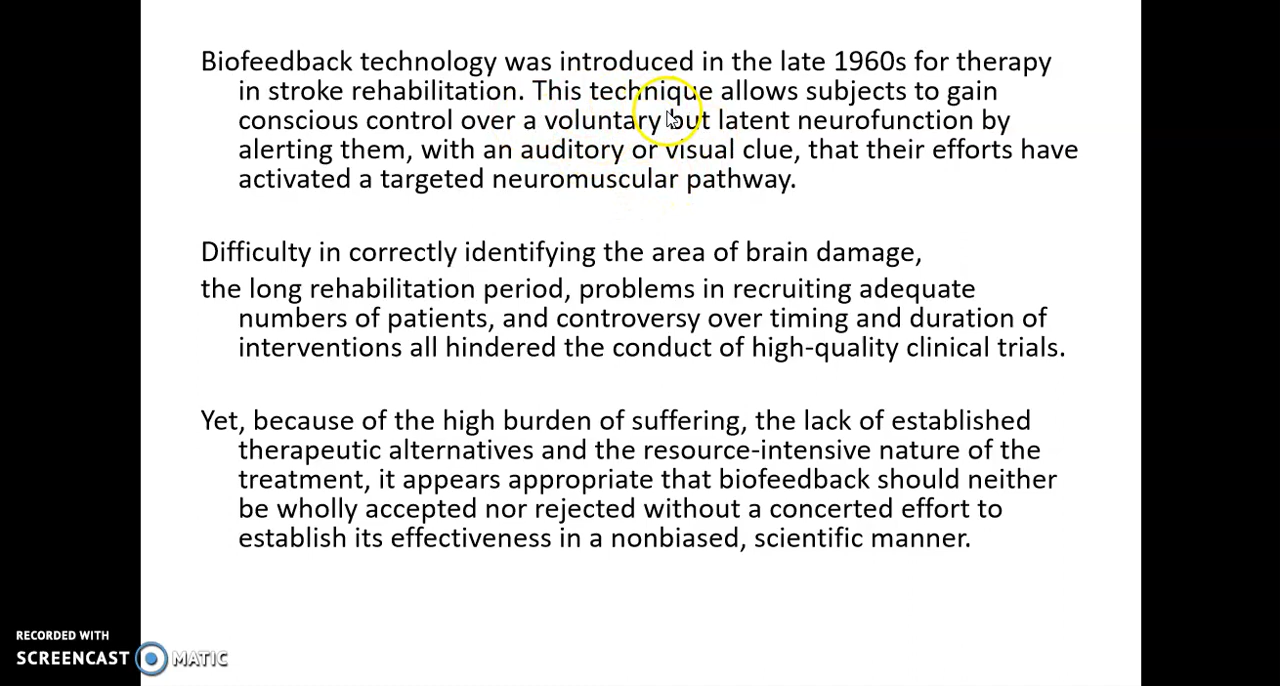 Biofeedback technology was introduced in the late 1960s for therapy
in stroke rehabilitation. This technique allows subjects to gain
conscious control over a voluntary but latent neurofunction by
alerting them, with an auditory or visual clue, that their efforts have
activated a targeted neuromuscular pathway.
Difficulty in correctly identifying the area of brain damage,
the long rehabilitation period, problems in recruiting adequate
numbers of patients, and controversy over timing and duration of
interventions all hindered the conduct of high-quality clinical trials.
Yet, because of the high burden of suffering, the lack of established
therapeutic alternatives and the resource-intensive nature of the
treatment, it appears appropriate that biofeedback should neither
be wholly accepted nor rejected without a concerted effort to
establish its effectiveness in a nonbiased, scientific manner.
RECORDED WITH
SCREENCAST MATIC